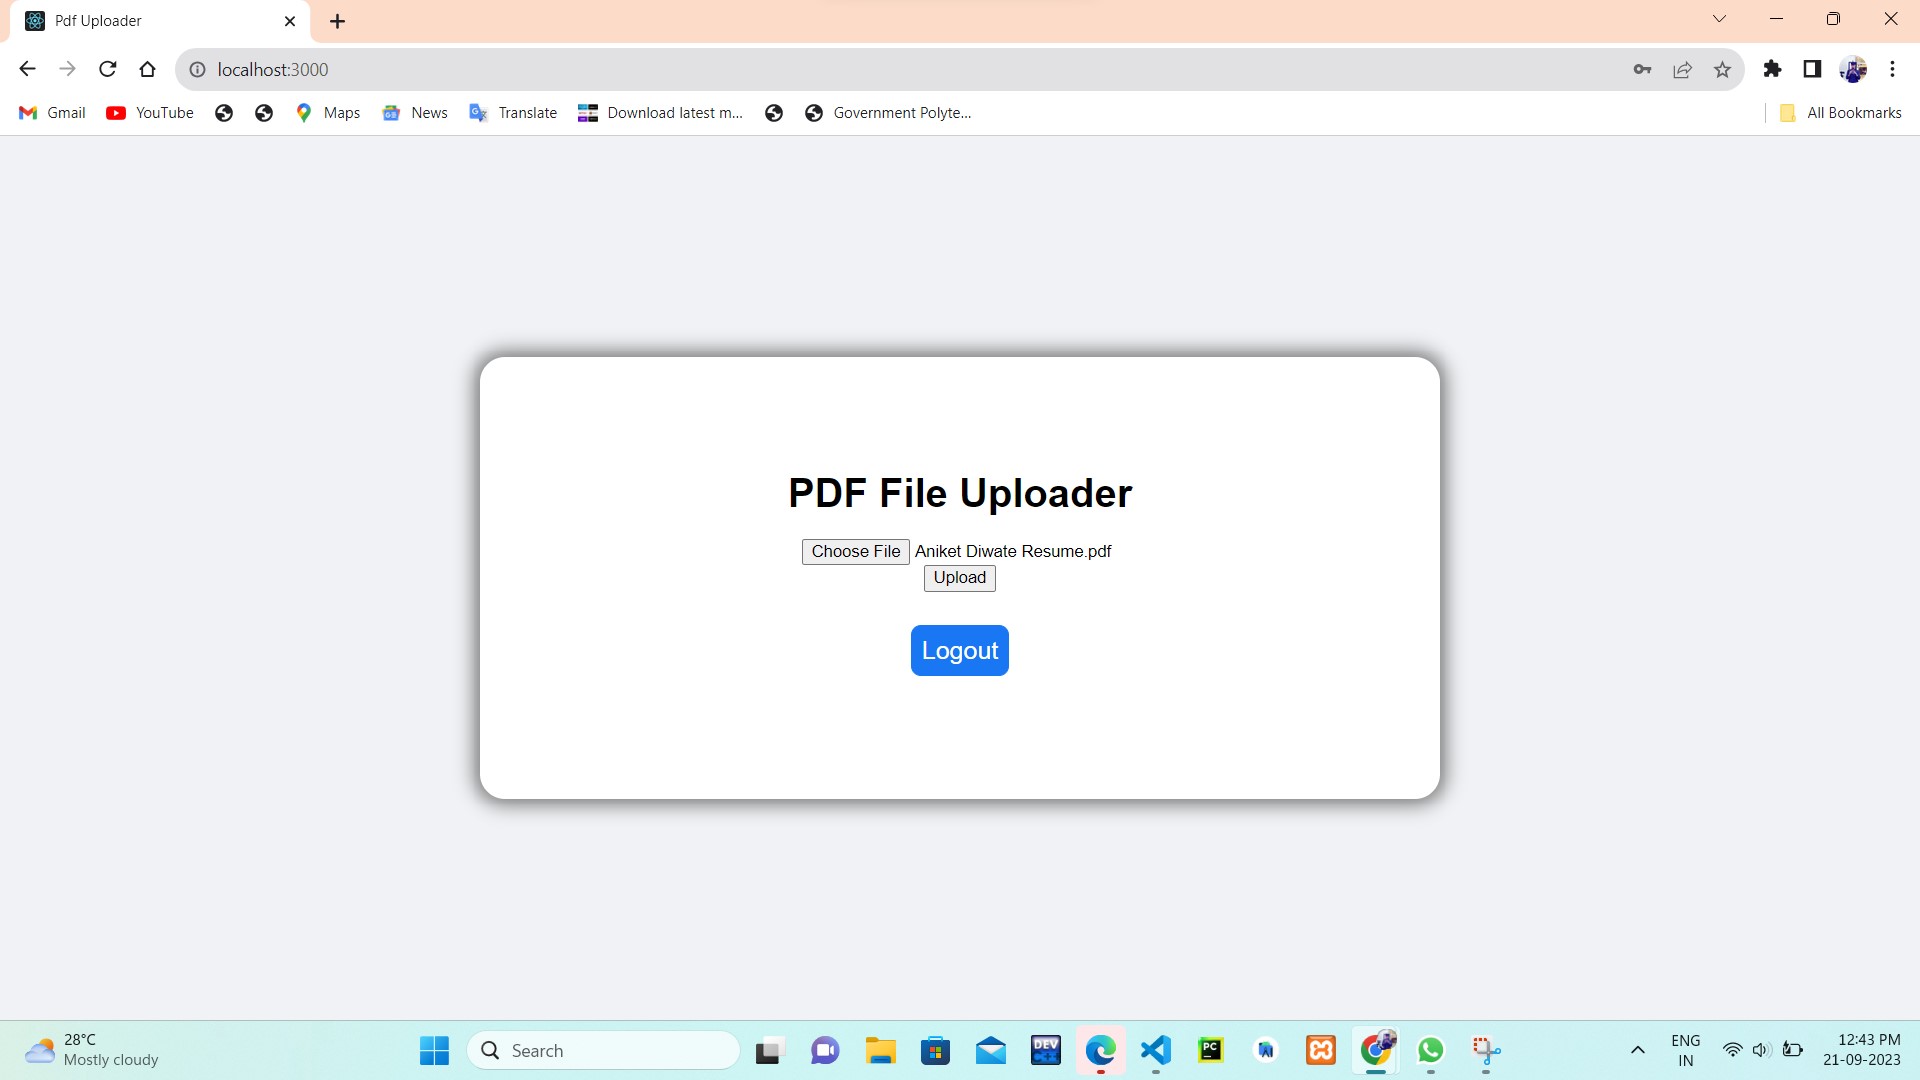 Pdf Uploader
localhost:3000
Gmail YouTube Maps News Translate Download latest m... Government Polyte... All Bookmarks
PDF File Uploader
Choose File Aniket Diwate Resume.pdf
Upload
Logout
28°C
Mostly cloudy
Search
DEV
C++
PC
ENG
IN
12:43 PM
21-09-2023